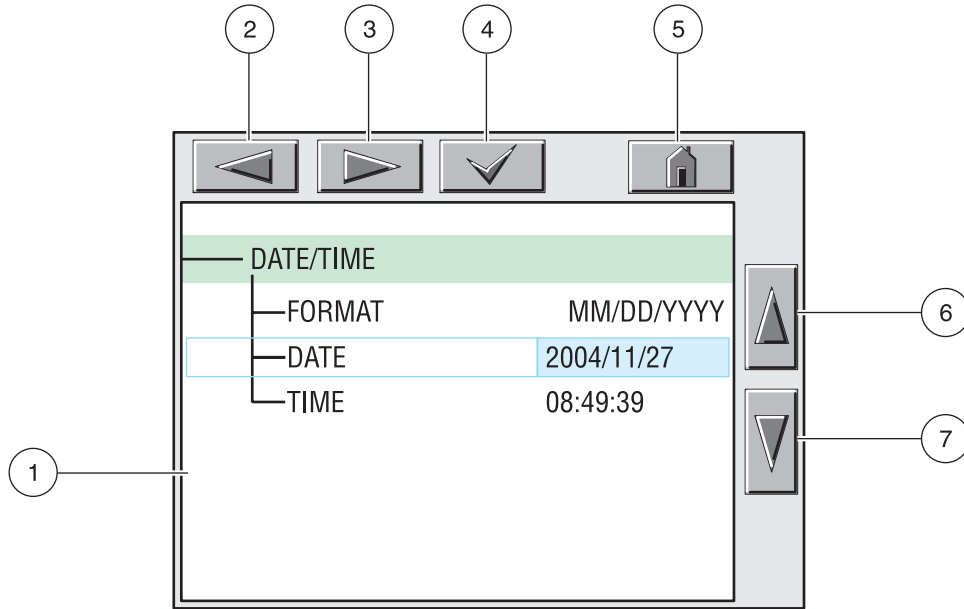 2 3 4 5
DATE/TIME
FORMAT MM/DD/YYYY
6
DATE 2004/11/27
TIME 08:49:39
7
1